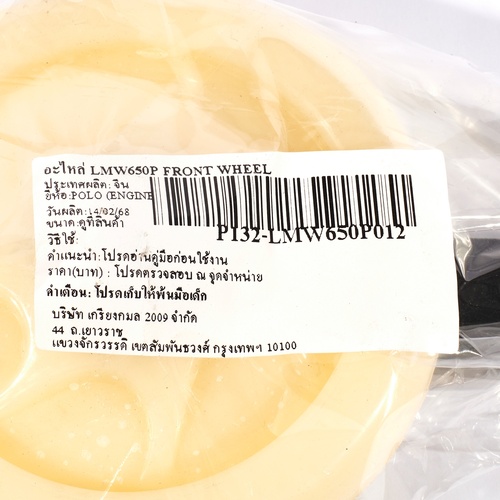 อะไหล่ LMW650P FRONT WHEEL
ประเทศผลิต: จีน
ยี่ห้อ:POLO (ENGINE
วันผลิต:14/02/68
ขนาด:ดูที่สินค้า
วิธีใช้:
PI32-LMW650P012
คำแนะนำ:โปรดอ่านคู่มือก่อนใช้งาน
ราคา(บาท) : โปรดตรวจสอบ ณ จุดจำหน่าย
คำเตือน: โปรดเก็บให้พ้นมือเด็ก
บริษัท เกรียงกมล 2009 จำกัด
44 ถ.เยาวราช
แขวงจักรวรรดิ เขตสัมพันธวงศ์ กรุงเทพฯ 10100